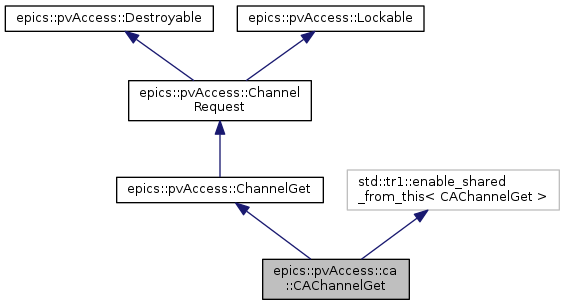 epics::pvAccess::Destroyable
epics::pvAccess::Lockable
epics::pvAccess::Channel
Request
epics::pvAccess::ChannelGet
std::tr1::enable_shared
_from_this< CAChannelGet >
epics::pvAccess::ca
::CAChannelGet